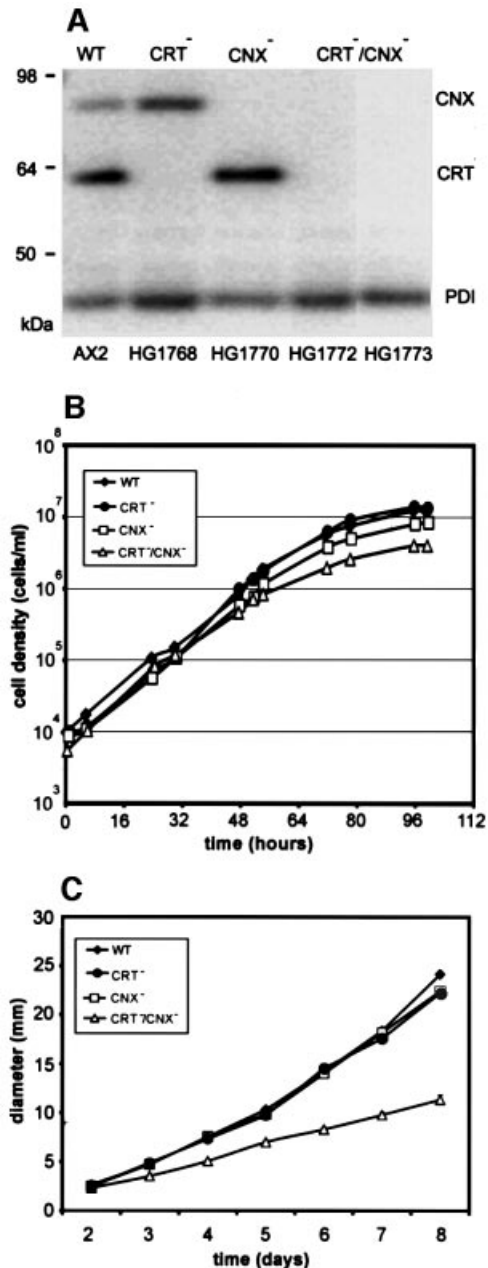 A
WT CRT⁻ CNX⁻ CRT⁻/CNX⁻
98
CNX
64
CRT
50
PDI
kDa
AX2 HG1768 HG1770 HG1772 HG1773
B
cell density (cells/ml)
10⁸
10⁷
10⁶
10⁵
10⁴
10³
WT
CRT⁻
CNX⁻
CRT⁻/CNX⁻
0 16 32 48 64 80 96 112
time (hours)
C
diameter (mm)
30
25
20
15
10
5
0
WT
CRT⁻
CNX⁻
CRT⁻/CNX⁻
2 3 4 5 6 7 8
time (days)